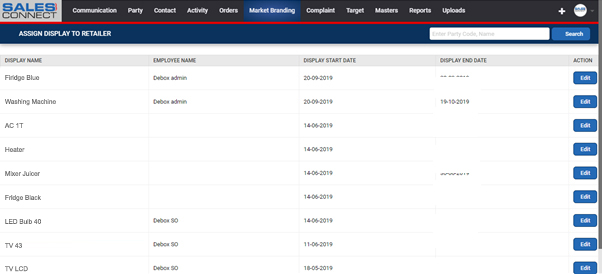 SALES
CONNECT
Communication Party Contact Activity Orders Market Branding Complaint Target Masters Reports Uploads
ASSIGN DISPLAY TO RETAILER Enter Party Code, Name Search
DISPLAY NAME EMPLOYEE NAME DISPLAY START DATE DISPLAY END DATE ACTION
Firidge Blue Debox admin 20-09-2019 Edit
Washing Machine Debox admin 20-09-2019 19-10-2019 Edit
AC 1T 14-06-2019 Edit
Heater 14-06-2019 Edit
Mixer Juicer 14-06-2019 Edit
Fridge Black 14-06-2019 Edit
LED Bulb 40 Debox SO 14-06-2019 Edit
TV 43 Debox SO 11-06-2019 Edit
TV LCD Debox SO 18-05-2019 Edit